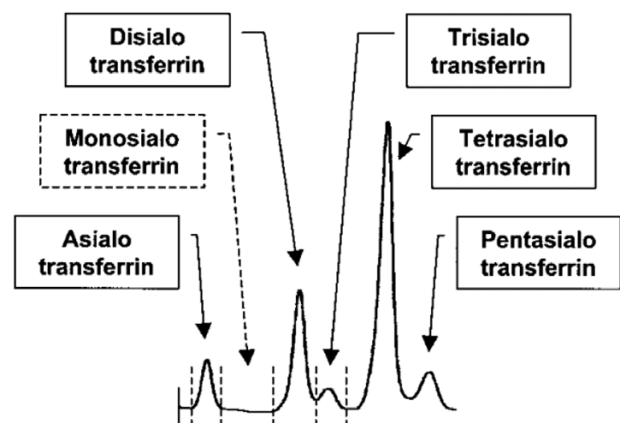 Disialo
transferrin
Trisialo
transferrin
Monosialo
transferrin
Tetrasialo
transferrin
Asialo
transferrin
Pentasialo
transferrin